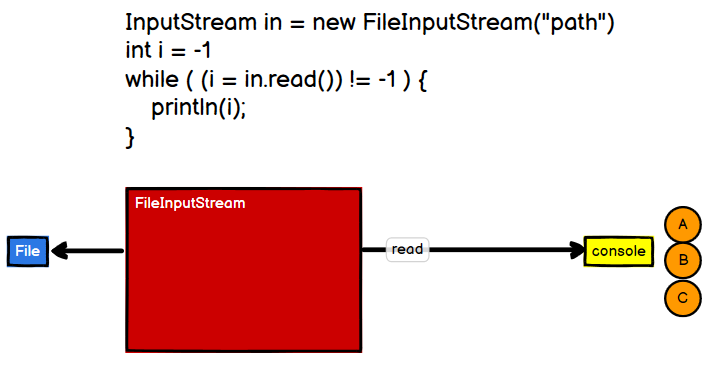 InputStream in = new FileInputStream("path")
int i = -1
while ( (i = in.read()) != -1 ) {
println(i);
}
FileInputStream
File
read
console
A
B
C